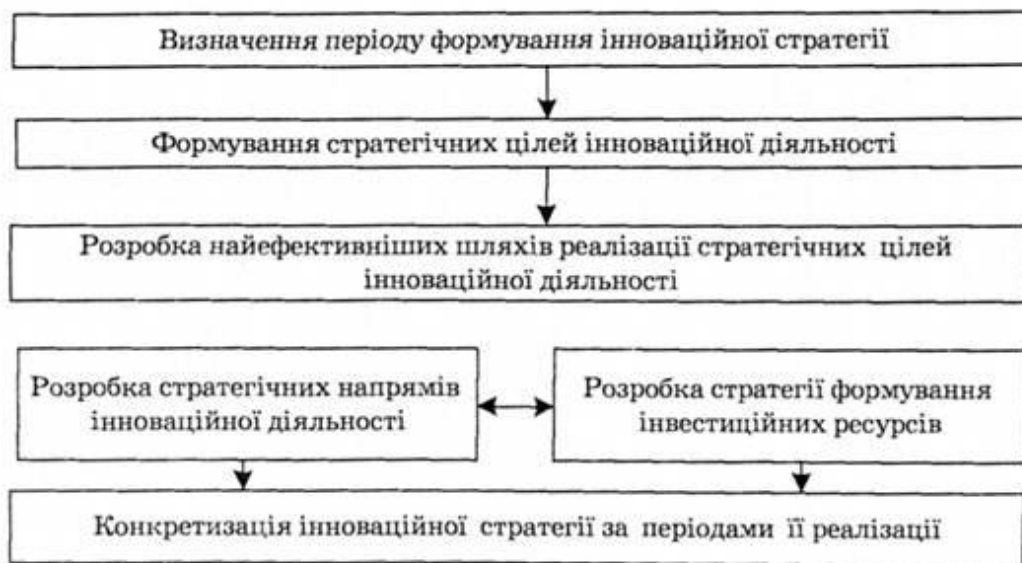 Визначення періоду формування інноваційної стратегії
Формування стратегічних цілей інноваційної діяльності
Розробка найефективніших шляхів реалізації стратегічних цілей
інноваційної діяльності
Розробка стратегічних напрямів
інноваційної діяльності
Розробка стратегії формування
інвестиційних ресурсів
Конкретизація інноваційної стратегії за періодами її реалізації